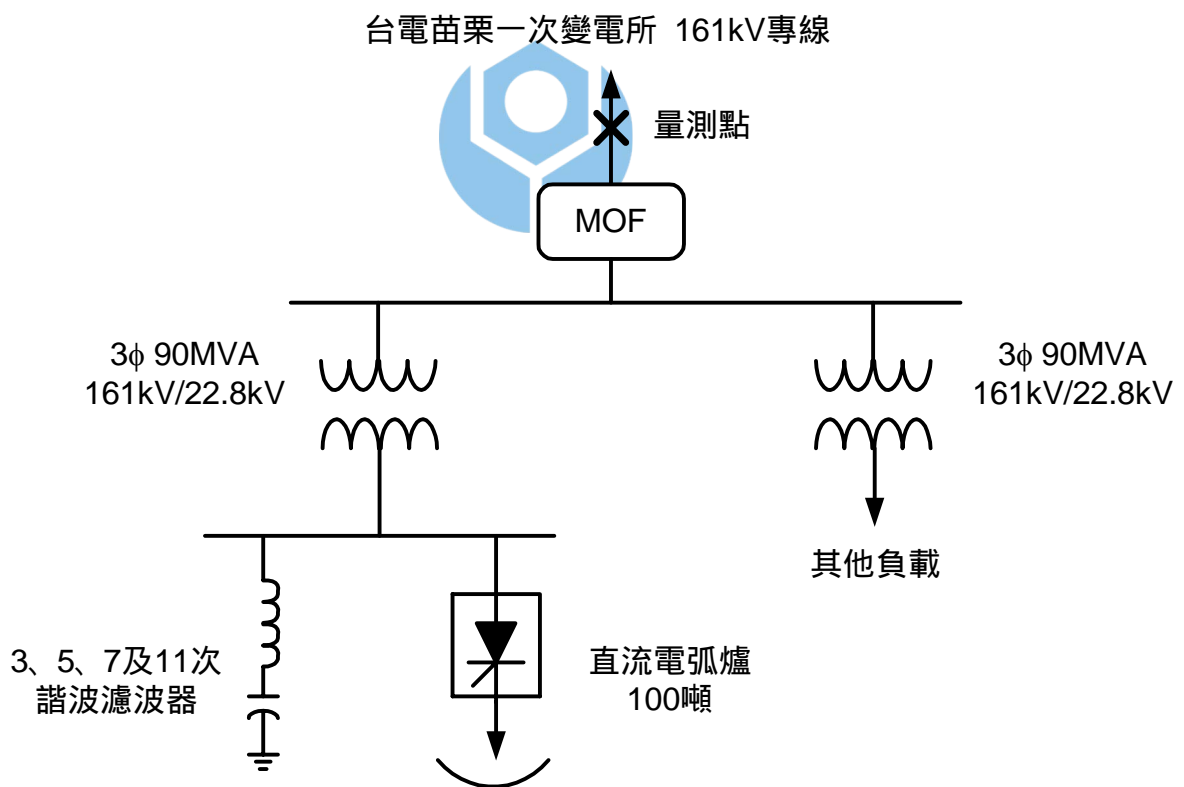 台電苗栗一次變電所 161kV專線
量測點
MOF
3ϕ 90MVA
161kV/22.8kV
3ϕ 90MVA
161kV/22.8kV
其他負載
3、5、7及11次
諧波濾波器
直流電弧爐
100噸